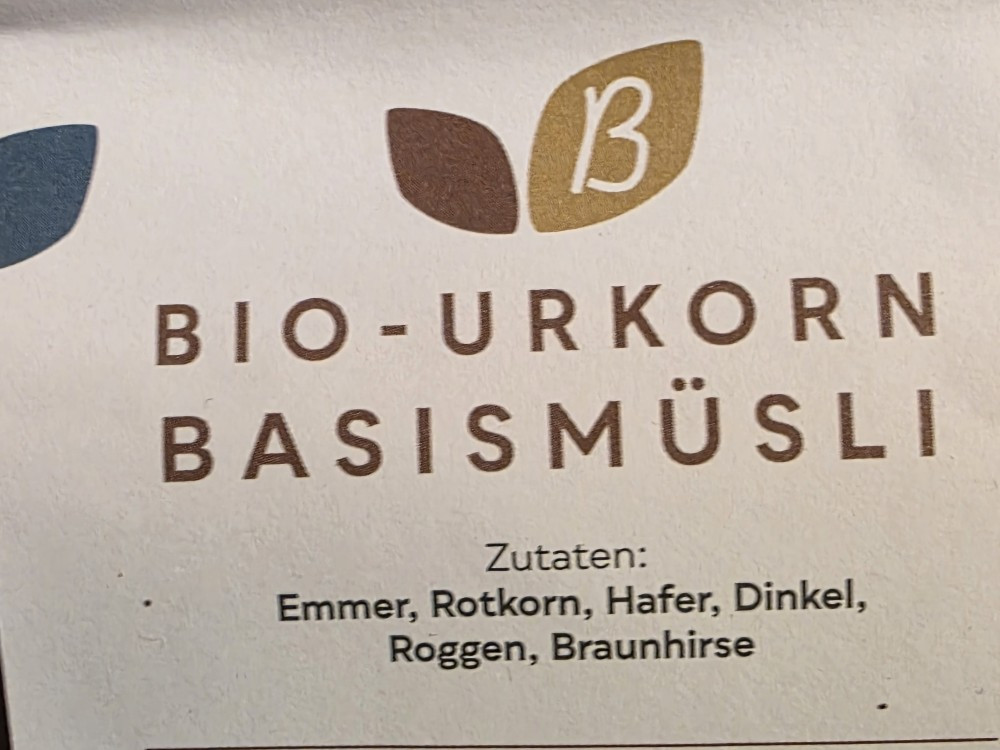 B
BIO-URKORN
BASISMÜSLI
Zutaten:
Emmer, Rotkorn, Hafer, Dinkel,
Roggen, Braunhirse